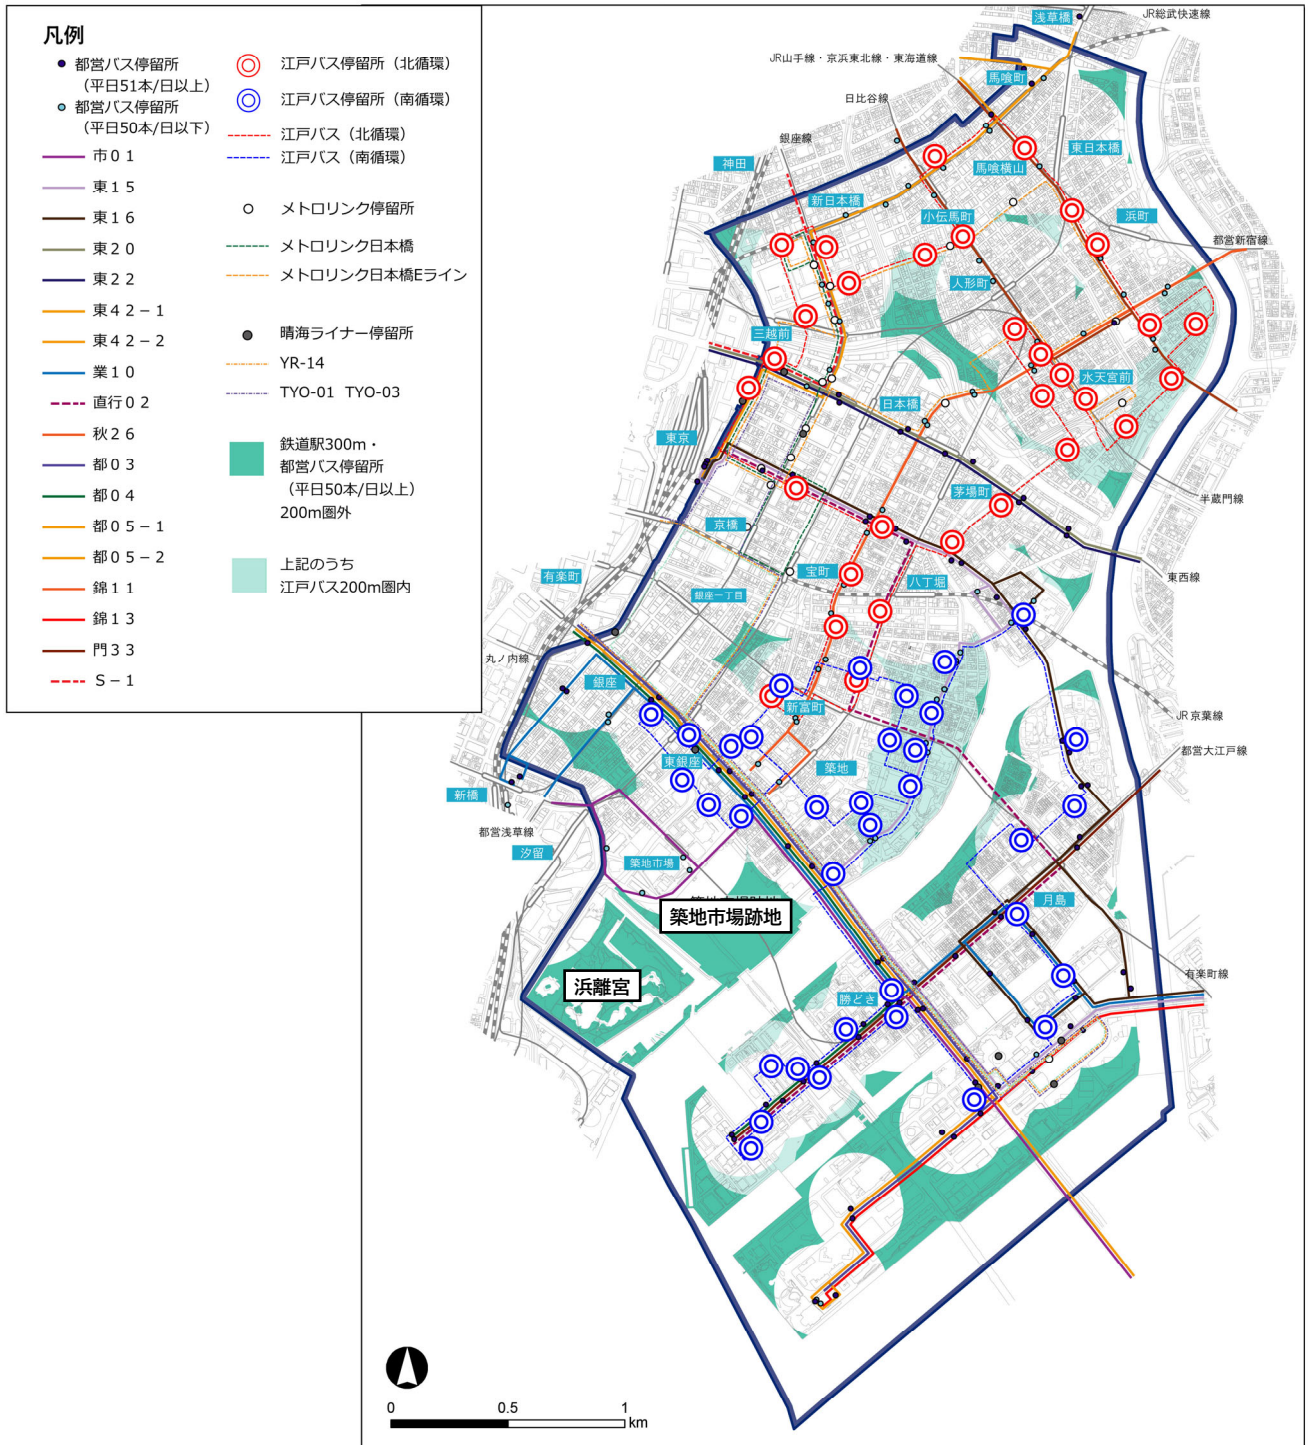 凡例
都営バス停留所
（平日51本/日以上）
都営バス停留所
（平日50本/日以下）
市０１
東１５
東１６
東２０
東２２
東４２－１
東４２－２
業１０
直行０２
秋２６
都０３
都０４
都０５－１
都０５－２
錦１１
錦１３
門３３
Ｓ－１
江戸バス停留所（北循環）
江戸バス停留所（南循環）
江戸バス（北循環）
江戸バス（南循環）
メトロリンク停留所
メトロリンク日本橋
メトロリンク日本橋Eライン
晴海ライナー停留所
YR-14
TYO-01 TYO-03
鉄道駅300m・
都営バス停留所
（平日50本/日以上）
200m圏外
上記のうち
江戸バス200m圏内
浅草橋
JR総武快速線
JR山手線・京浜東北線・東海道線
馬喰町
日比谷線
銀座線
神田
東日本橋
馬喰横山
新日本橋
小伝馬町
浜町
都営新宿線
人形町
三越前
水天宮前
日本橋
東京
茅場町
半蔵門線
京橋
宝町
八丁堀
東西線
有楽町
銀座一丁目
丸ノ内線
銀座
新富町
JR京葉線
都営大江戸線
東銀座
築地
新橋
都営浅草線
汐留
築地市場
月島
築地市場跡地
浜離宮
有楽町線
勝どき
0
0.5
1
km